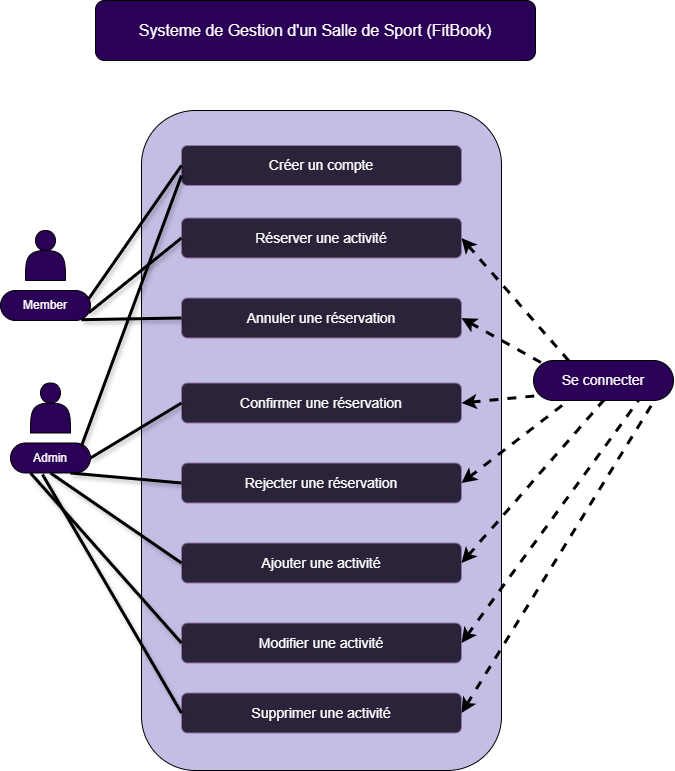 Systeme de Gestion d'un Salle de Sport (FitBook)
Créer un compte
Réserver une activité
Member
Annuler une réservation
Se connecter
Confirmer une réservation
Admin
Rejecter une réservation
Ajouter une activité
Modifier une activité
Supprimer une activité